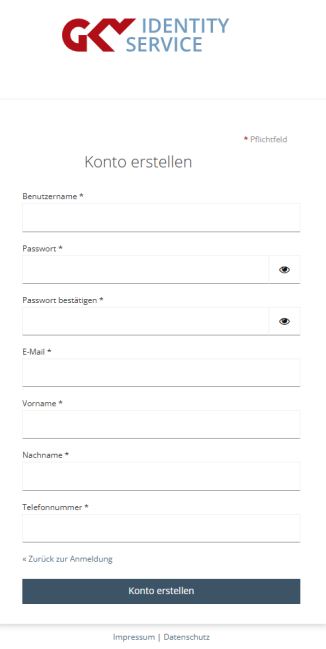 GKV IDENTITY
SERVICE
* Pflichtfeld
Konto erstellen
Benutzername *
Passwort *
Passwort bestätigen *
E-Mail *
Vorname *
Nachname *
Telefonnummer *
« Zurück zur Anmeldung
Konto erstellen
Impressum | Datenschutz